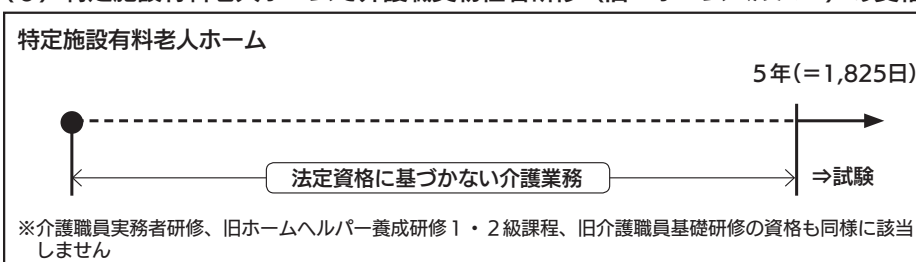 特定施設有料老人ホーム
5年(=1,825日)
法定資格に基づかない介護業務
⇒試験
※介護職員実務者研修、旧ホームヘルパー養成研修1・2級課程、旧介護職員基礎研修の資格も同様に該当
しません